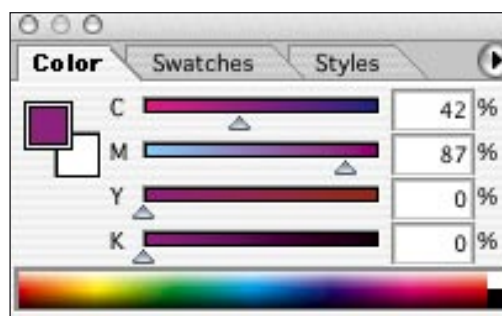 Color Swatches Styles
C 42 %
M 87 %
Y 0 %
K 0 %